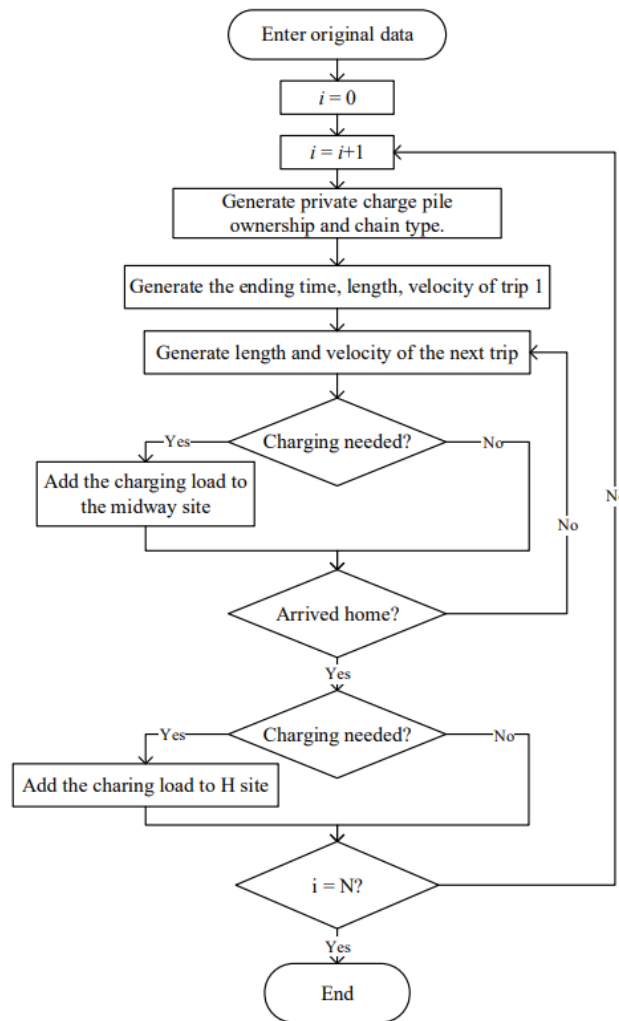 Enter original data
i = 0
i = i+1
Generate private charge pile
ownership and chain type.
Generate the ending time, length, velocity of trip 1
Generate length and velocity of the next trip
Charging needed?
Yes
No
Add the charging load to
the midway site
No
No
Arrived home?
Yes
Charging needed?
Yes
No
Add the charing load to H site
i = N?
Yes
End